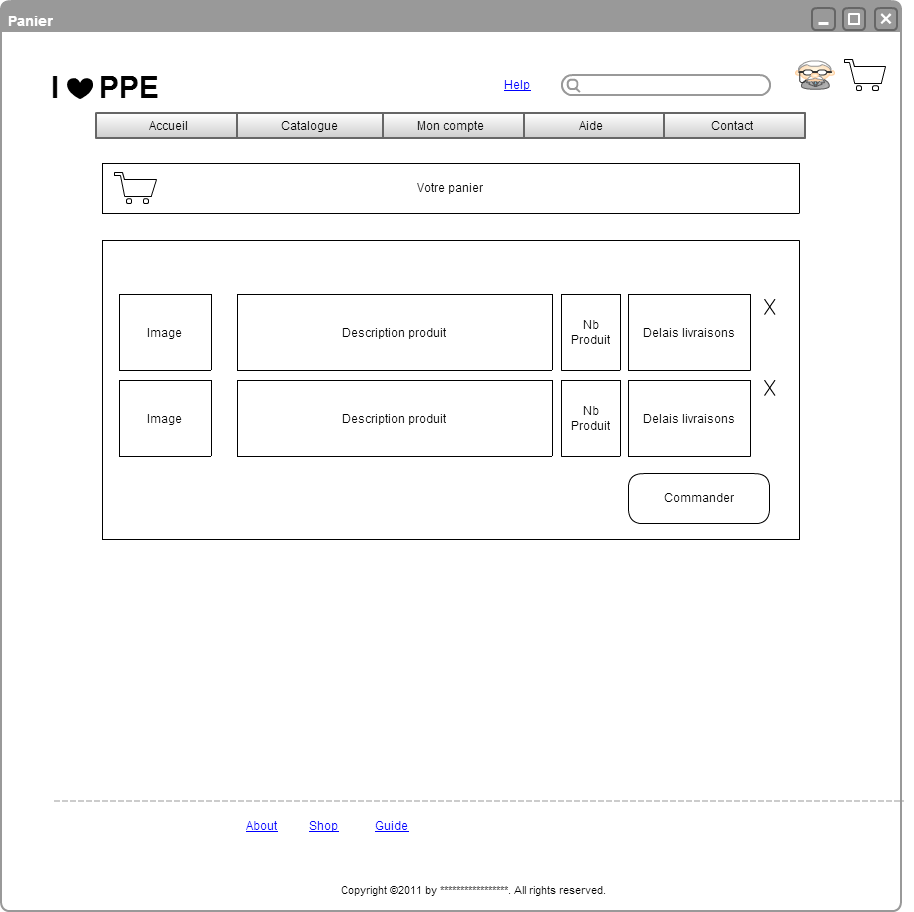 Panier
I PPE
Help
Accueil Catalogue Mon compte Aide Contact
Votre panier
Image Description produit Nb Produit Delais livraisons X
Image Description produit Nb Produit Delais livraisons X
Commander
About Shop Guide
Copyright ©2011 by *****************. All rights reserved.